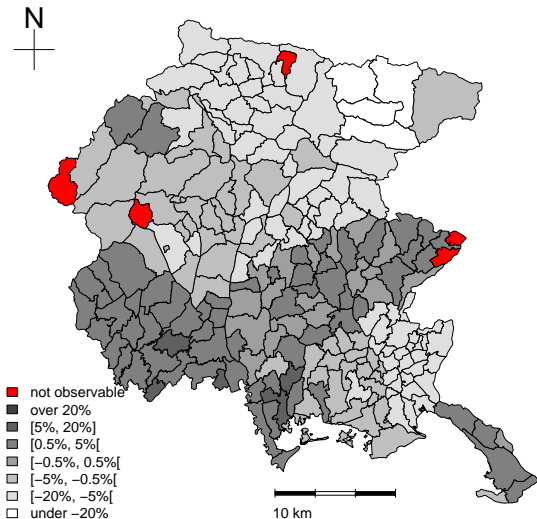 N
not observable
over 20%
[5%, 20%]
[0.5%, 5%[
[−0.5%, 0.5%[
[−5%, −0.5%[
[−20%, −5%[
under −20%
10 km